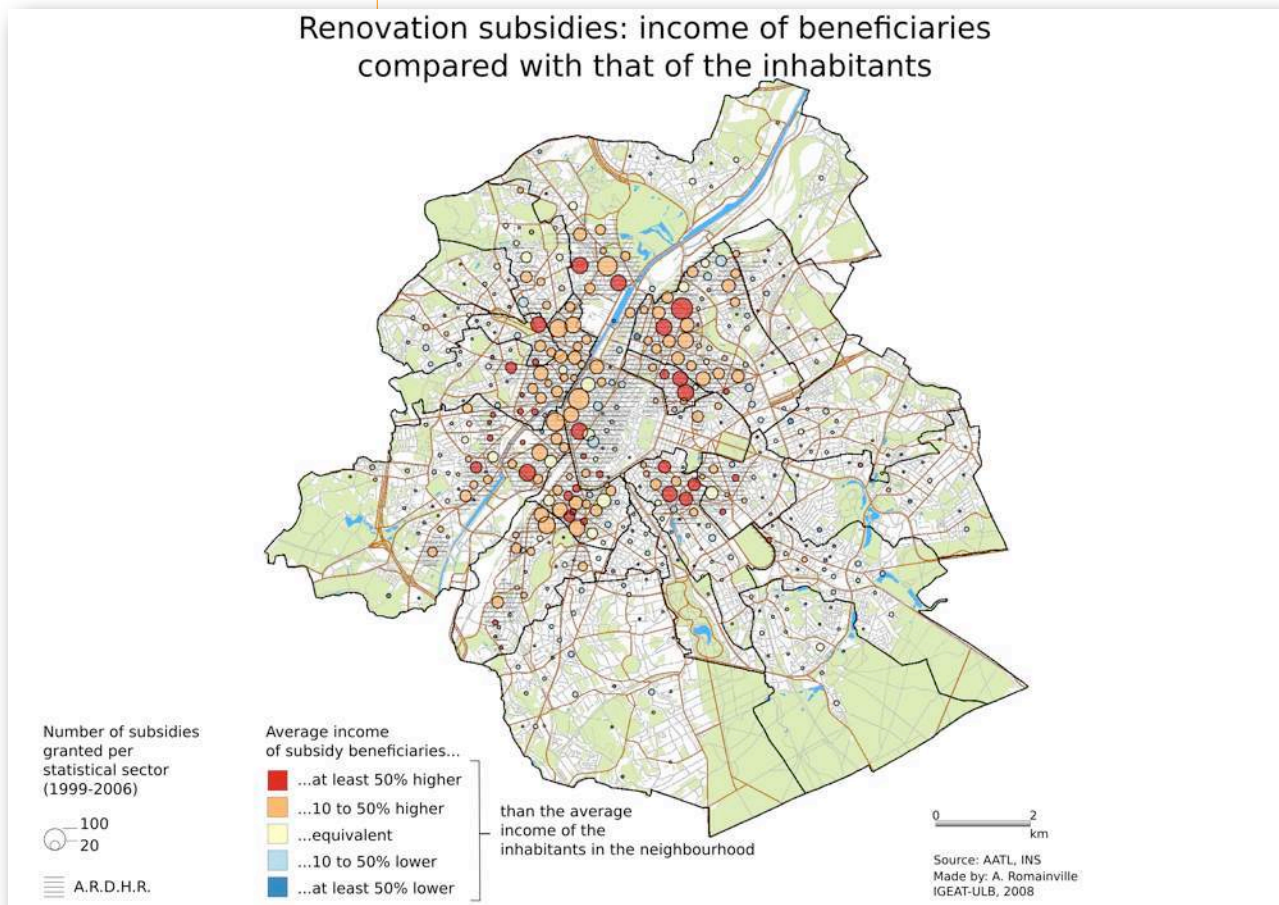 Renovation subsidies: income of beneficiaries
compared with that of the inhabitants
Number of subsidies
granted per
statistical sector
(1999-2006)
100
20
A.R.D.H.R.
Average income
of subsidy beneficiaries...
...at least 50% higher
...10 to 50% higher
...equivalent
...10 to 50% lower
...at least 50% lower
than the average
income of the
inhabitants in the neighbourhood
0 2
km
Source: AATL, INS
Made by: A. Romainville
IGEAT-ULB, 2008